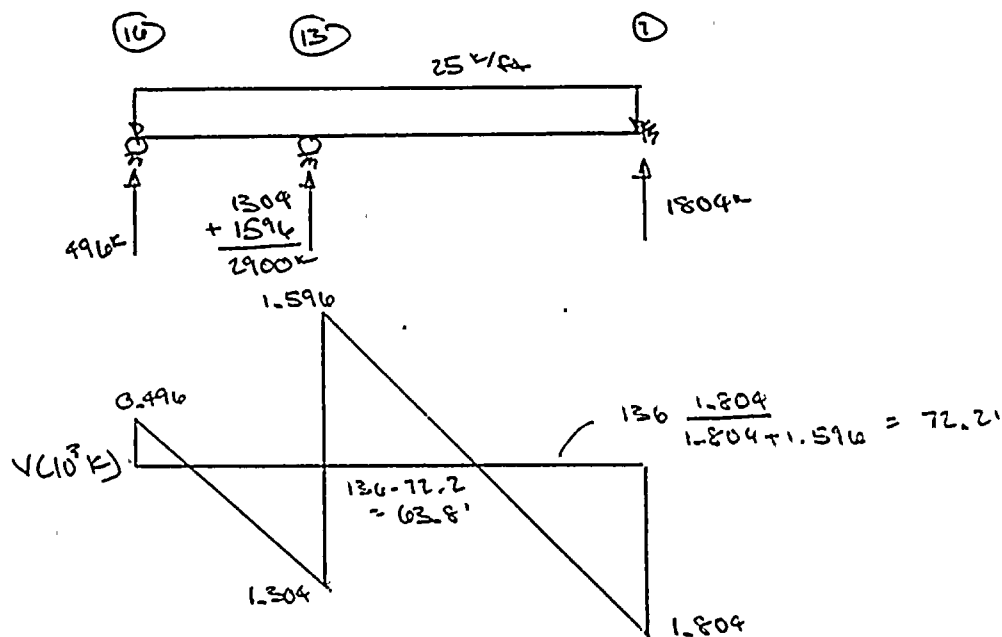 16 13 7
25 k/ft
496k
1304
+ 1596
2900k
1804k
1.596
0.496
V(10³ K)
136 1.804 / 1.804+1.596 = 72.2'
136-72.2
= 63.8'
1.304
1.804